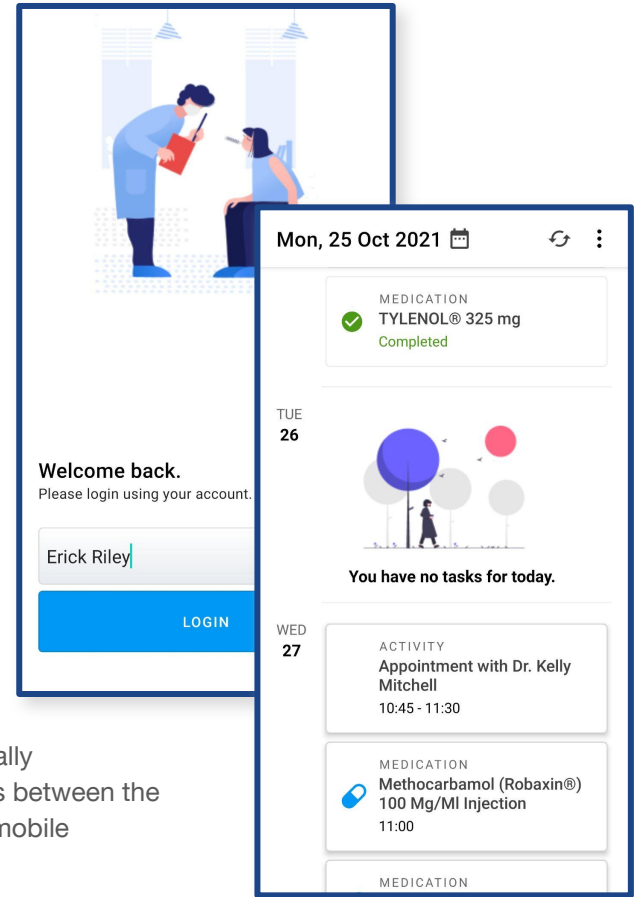 Welcome back.
Please login using your account.
Erick Riley
LOGIN
Mon, 25 Oct 2021
MEDICATION
TYLENOL® 325 mg
Completed
TUE
26
You have no tasks for today.
WED
27
ACTIVITY
Appointment with Dr. Kelly
Mitchell
10:45 - 11:30
MEDICATION
Methocarbamol (Robaxin®)
100 Mg/Ml Injection
11:00
MEDICATION
between the
mobile